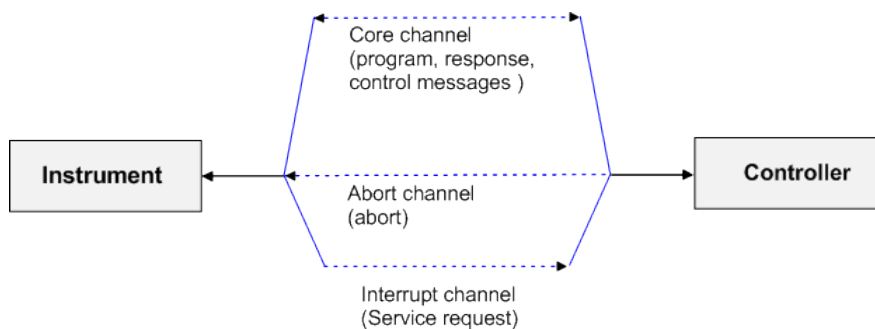 Core channel
(program, response,
control messages )
Instrument
Controller
Abort channel
(abort)
Interrupt channel
(Service request)